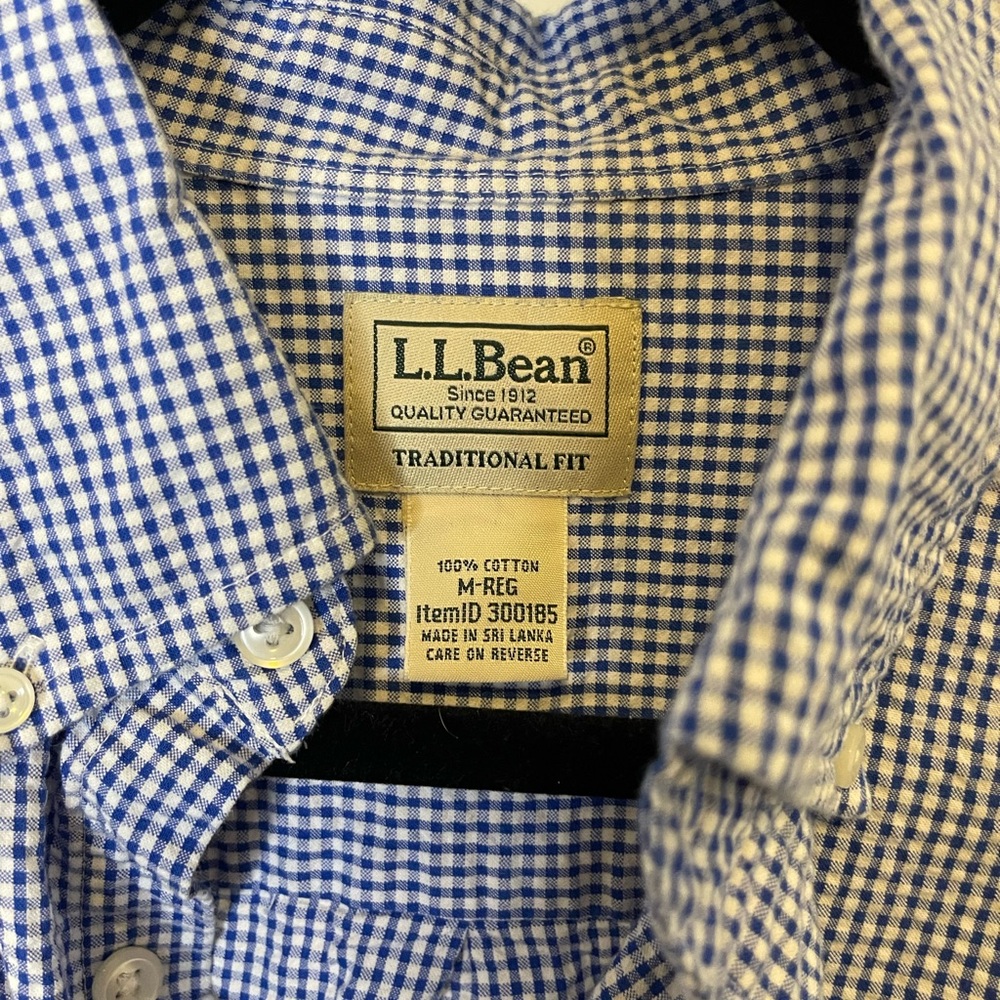 L.L.Bean®
Since 1912
QUALITY GUARANTEED
TRADITIONAL FIT
100% COTTON
M-REG
ItemID 300185
MADE IN SRI LANKA
CARE ON REVERSE